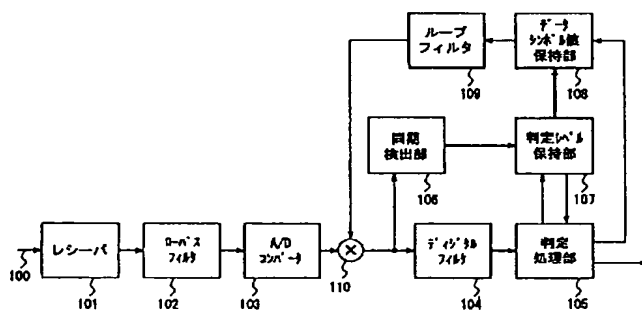 ループ
フィルタ
109
データ
シンボル値
保持部
108
同期
検出部
106
判定レベル
保持部
107
100
レシーバ
101
ローパス
フィルタ
102
A/D
コンバータ
103
110
ディジタル
フィルタ
104
判定
処理部
105